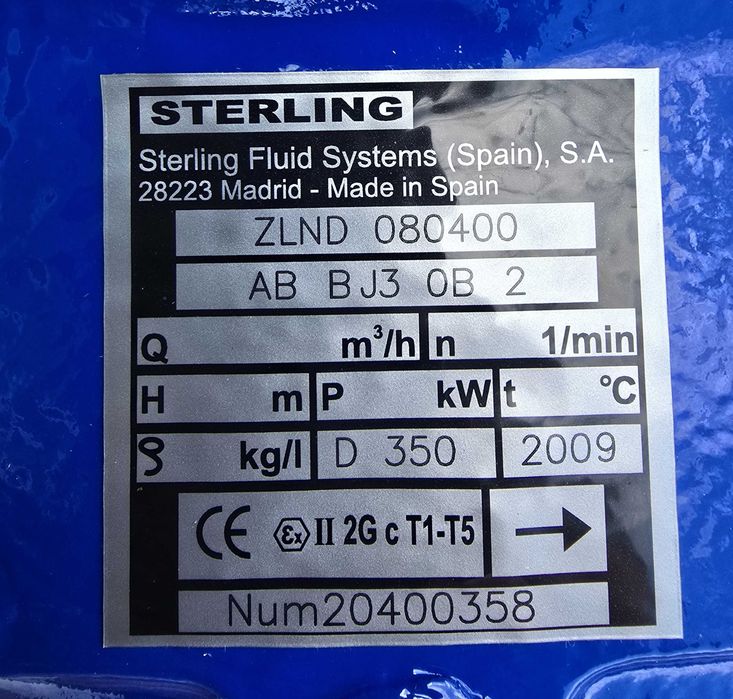 STERLING
Sterling Fluid Systems (Spain), S.A.
28223 Madrid - Made in Spain
ZLND 080400
AB BJ3 0B 2
Q m³/h n 1/min
H m P kW t °C
ϱ kg/l D 350 2009
CE Ex II 2G c T1-T5 →
Num20400358